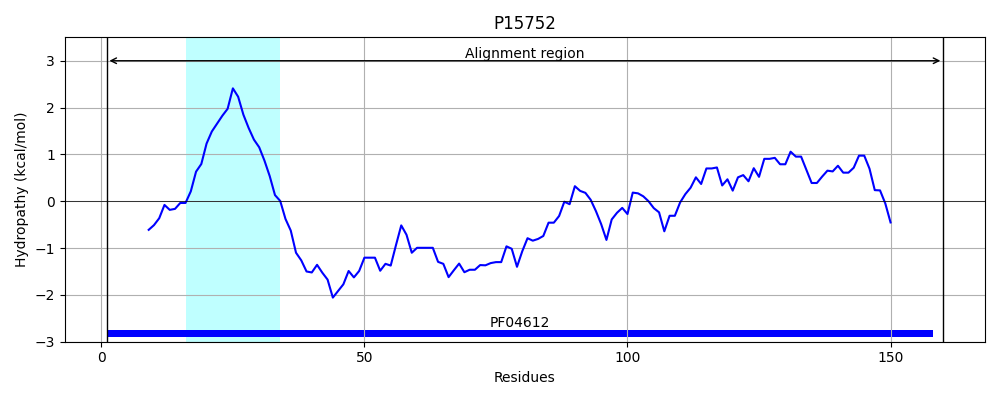 P15752
Hydropathy (kcal/mol)
3
2
1
0
−1
−2
−3
Alignment region
PF04612
0
50
100
150
Residues